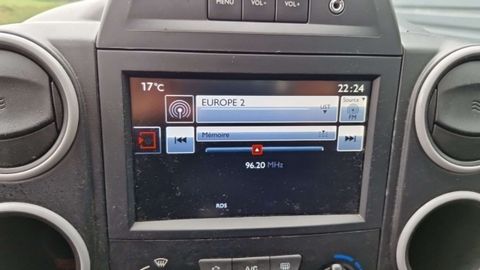 MENU VOL- VOL+
17°C 22:24
EUROPE 2
LIST
Source
FM
Mémoire
96.20 MHz
RDS
A/C